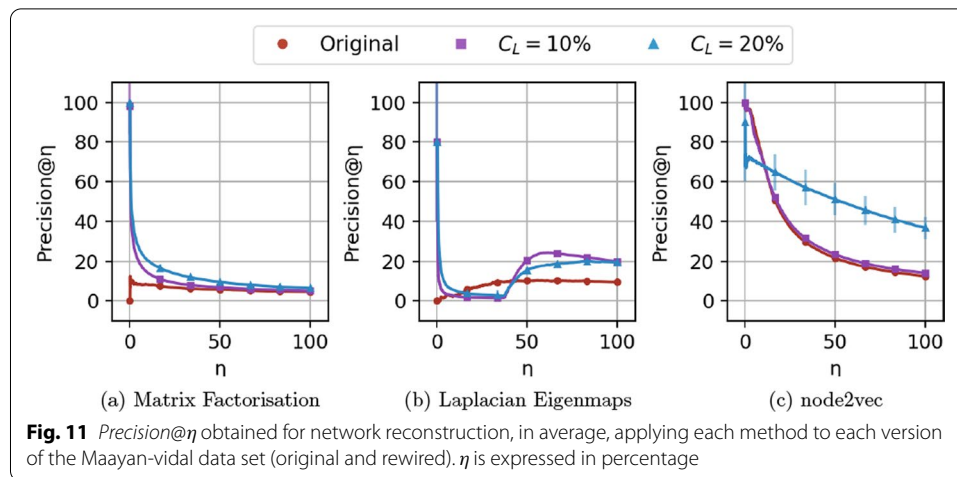 Original C_L = 10% C_L = 20%
Precision@η
100
80
60
40
20
0
0 50 100
η
(a) Matrix Factorisation
Precision@η
100
80
60
40
20
0
0 50 100
η
(b) Laplacian Eigenmaps
Precision@η
100
80
60
40
20
0
0 50 100
η
(c) node2vec
Fig. 11 Precision@η obtained for network reconstruction, in average, applying each method to each version
of the Maayan-vidal data set (original and rewired). η is expressed in percentage